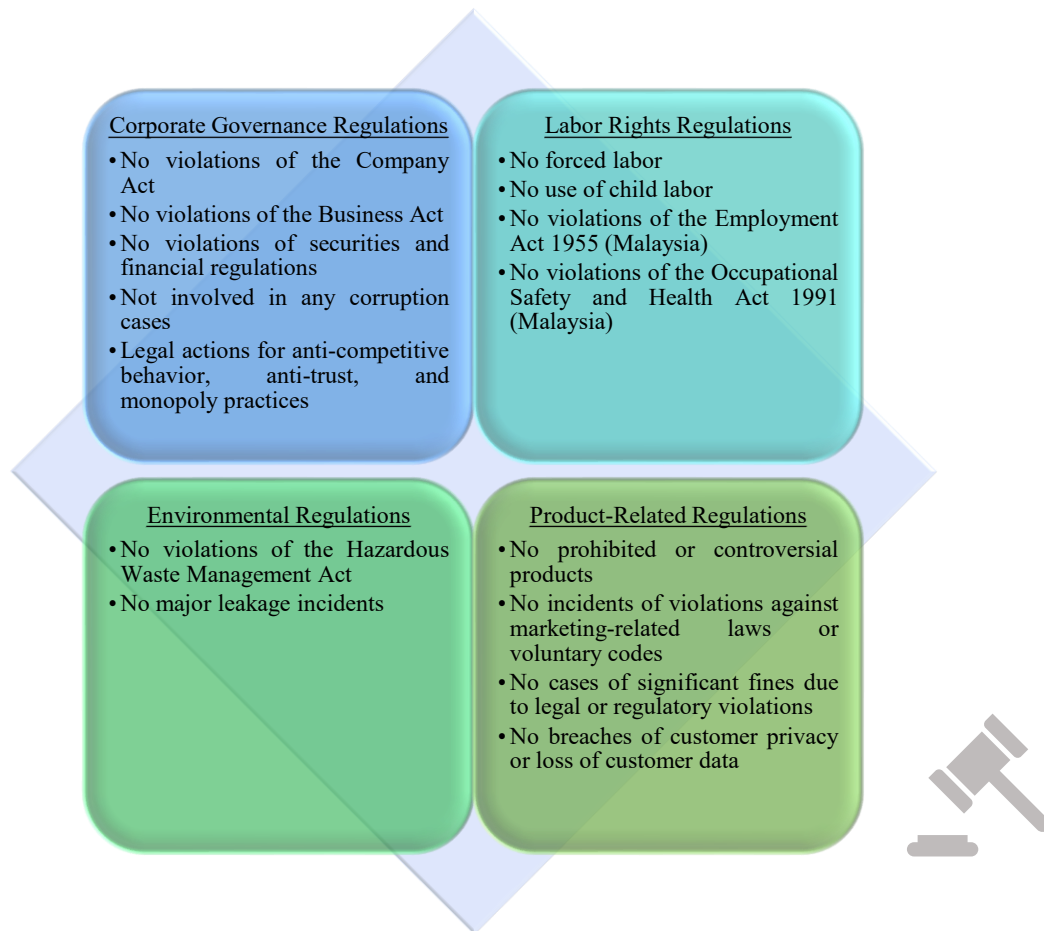 Corporate Governance Regulations
•No violations of the Company
Act
•No violations of the Business Act
•No violations of securities and
financial regulations
•Not involved in any corruption
cases
•Legal actions for anti-competitive
behavior, anti-trust, and
monopoly practices
Labor Rights Regulations
•No forced labor
•No use of child labor
•No violations of the Employment
Act 1955 (Malaysia)
•No violations of the Occupational
Safety and Health Act 1991
(Malaysia)
Environmental Regulations
•No violations of the Hazardous
Waste Management Act
•No major leakage incidents
Product-Related Regulations
•No prohibited or controversial
products
•No incidents of violations against
marketing-related laws or
voluntary codes
•No cases of significant fines due
to legal or regulatory violations
•No breaches of customer privacy
or loss of customer data